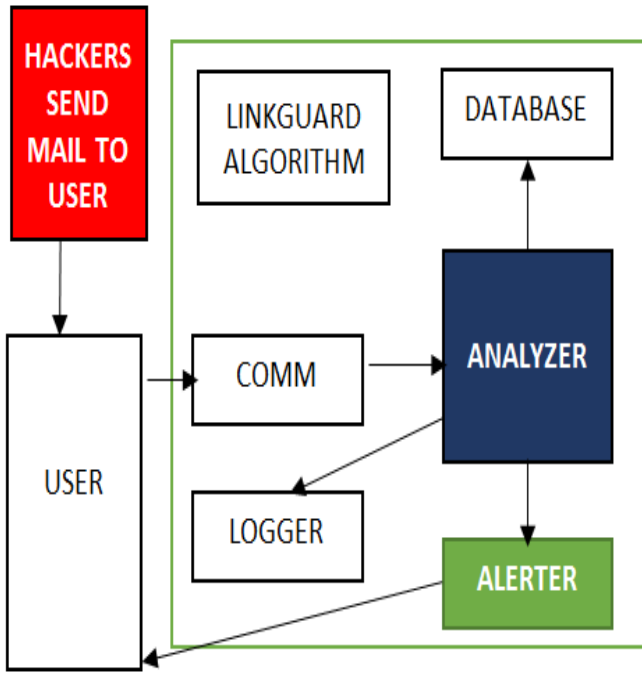 HACKERS
SEND
MAIL TO
USER
LINKGUARD
ALGORITHM
DATABASE
COMM
ANALYZER
USER
LOGGER
ALERTER